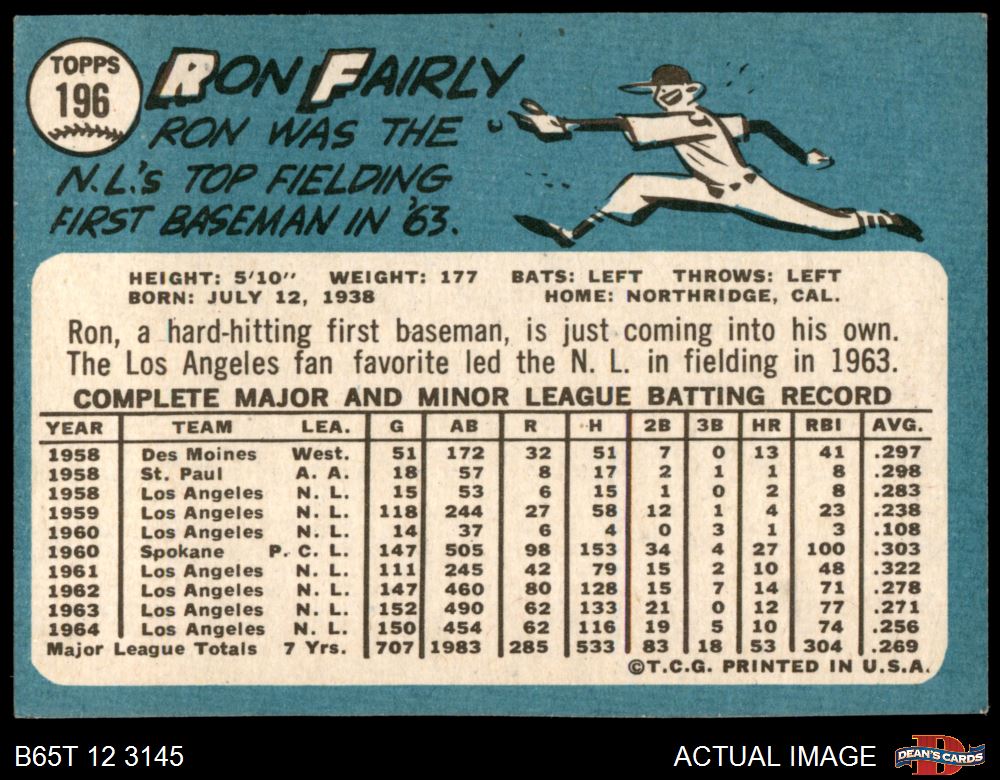 TOPPS
196
RON FAIRLY
RON WAS THE
N.L.'s TOP FIELDING
FIRST BASEMAN IN '63.
HEIGHT: 5'10" WEIGHT: 177 BATS: LEFT THROWS: LEFT
BORN: JULY 12, 1938 HOME: NORTHRIDGE, CAL.
Ron, a hard-hitting first baseman, is just coming into his own.
The Los Angeles fan favorite led the N. L. in fielding in 1963.
COMPLETE MAJOR AND MINOR LEAGUE BATTING RECORD
YEAR TEAM LEA. G AB R H 2B 3B HR RBI AVG.
1958 Des Moines West. 51 172 32 51 7 0 13 41 .297
1958 St. Paul A. A. 18 57 8 17 2 1 1 8 .298
1958 Los Angeles N. L. 15 53 6 15 1 0 2 8 .283
1959 Los Angeles N. L. 118 244 27 58 12 1 4 23 .238
1960 Los Angeles N. L. 14 37 6 4 0 3 1 3 .108
1960 Spokane P. C. L. 147 505 98 153 34 4 27 100 .303
1961 Los Angeles N. L. 111 245 42 79 15 2 10 48 .322
1962 Los Angeles N. L. 147 460 80 128 15 7 14 71 .278
1963 Los Angeles N. L. 152 490 62 133 21 0 12 77 .271
1964 Los Angeles N. L. 150 454 62 116 19 5 10 74 .256
Major League Totals 7 Yrs. 707 1983 285 533 83 18 53 304 .269
©T.C.G. PRINTED IN U.S.A.
B65T 12 3145 ACTUAL IMAGE DEAN'S CARDS